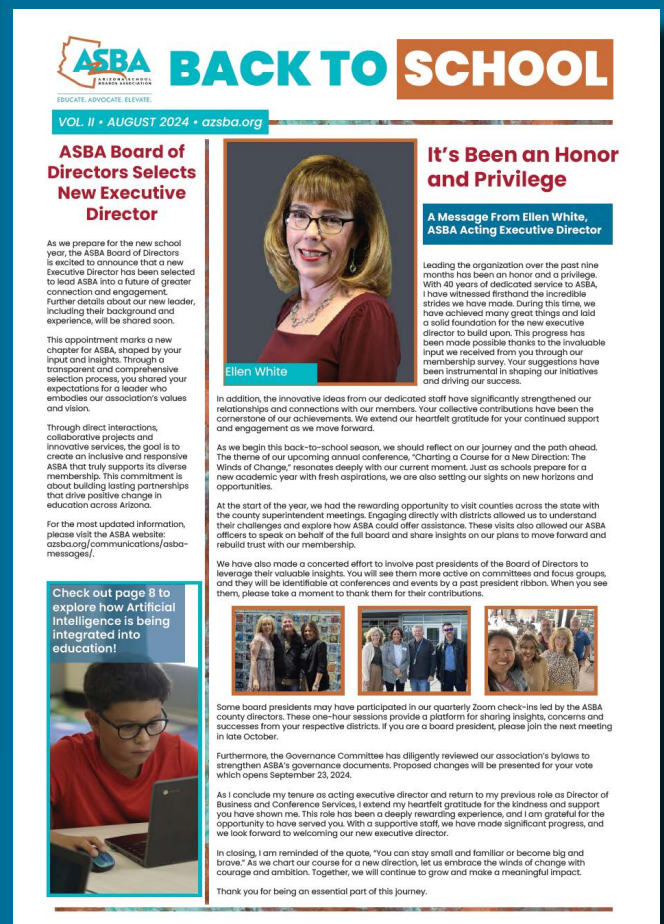 ASBA
ARIZONA SCHOOL
BOARDS ASSOCIATION
EDUCATE. ADVOCATE. ELEVATE.
BACK TO SCHOOL
VOL. II • AUGUST 2024 • azsba.org
ASBA Board of
Directors Selects
New Executive
Director
As we prepare for the new school
year, the ASBA Board of Directors
is excited to announce that a new
Executive Director has been selected
to lead ASBA into a future of greater
connection and engagement.
Further details about our new leader,
including their background and
experience, will be shared soon.
This appointment marks a new
chapter for ASBA, shaped by your
input and insights. Through a
transparent and comprehensive
selection process, you shared your
expectations for a leader who
embodies our association's values
and vision.
Through direct interactions,
collaborative projects and
innovative services, the goal is to
create an inclusive and responsive
ASBA that truly supports its diverse
membership. This commitment is
about building lasting partnerships
that drive positive change in
education across Arizona.
For the most updated information,
please visit the ASBA website:
azsba.org/communications/asba-
messages/.
Check out page 8 to
explore how Artificial
Intelligence is being
integrated into
education!
Ellen White
It's Been an Honor
and Privilege
A Message From Ellen White,
ASBA Acting Executive Director
Leading the organization over the past nine
months has been an honor and a privilege.
With 40 years of dedicated service to ASBA,
I have witnessed firsthand the incredible
strides we have made. During this time, we
have achieved many great things and laid
a solid foundation for the new executive
director to build upon. This progress has
been made possible thanks to the invaluable
input we received from you through our
membership survey. Your suggestions have
been instrumental in shaping our initiatives
and driving our success.
In addition, the innovative ideas from our dedicated staff have significantly strengthened our
relationships and connections with our members. Your collective contributions have been the
cornerstone of our achievements. We extend our heartfelt gratitude for your continued support
and engagement as we move forward.
As we begin this back-to-school season, we should reflect on our journey and the path ahead.
The theme of our upcoming annual conference, "Charting a Course for a New Direction: The
Winds of Change," resonates deeply with our current moment. Just as schools prepare for a
new academic year with fresh aspirations, we are also setting our sights on new horizons and
opportunities.
At the start of the year, we had the rewarding opportunity to visit counties across the state with
the county superintendent meetings. Engaging directly with districts allowed us to understand
their challenges and explore how ASBA could offer assistance. These visits also allowed our ASBA
officers to speak on behalf of the full board and share insights on our plans to move forward and
rebuild trust with our membership.
We have also made a concerted effort to involve past presidents of the Board of Directors to
leverage their valuable insights. You will see them more active on committees and focus groups,
and they will be identifiable at conferences and events by a past president ribbon. When you see
them, please take a moment to thank them for their contributions.
Some board presidents may have participated in our quarterly Zoom check-ins led by the ASBA
county directors. These one-hour sessions provide a platform for sharing insights, concerns and
successes from your respective districts. If you are a board president, please join the next meeting
in late October.
Furthermore, the Governance Committee has diligently reviewed our association's bylaws to
strengthen ASBA's governance documents. Proposed changes will be presented for your vote
which opens September 23, 2024.
As I conclude my tenure as acting executive director and return to my previous role as Director of
Business and Conference Services, I extend my heartfelt gratitude for the kindness and support
you have shown me. This role has been a deeply rewarding experience, and I am grateful for the
opportunity to have served you. With a supportive staff, we have made significant progress, and
we look forward to welcoming our new executive director.
In closing, I am reminded of the quote, "You can stay small and familiar or become big and
brave." As we chart our course for a new direction, let us embrace the winds of change with
courage and ambition. Together, we will continue to grow and make a meaningful impact.
Thank you for being an essential part of this journey.